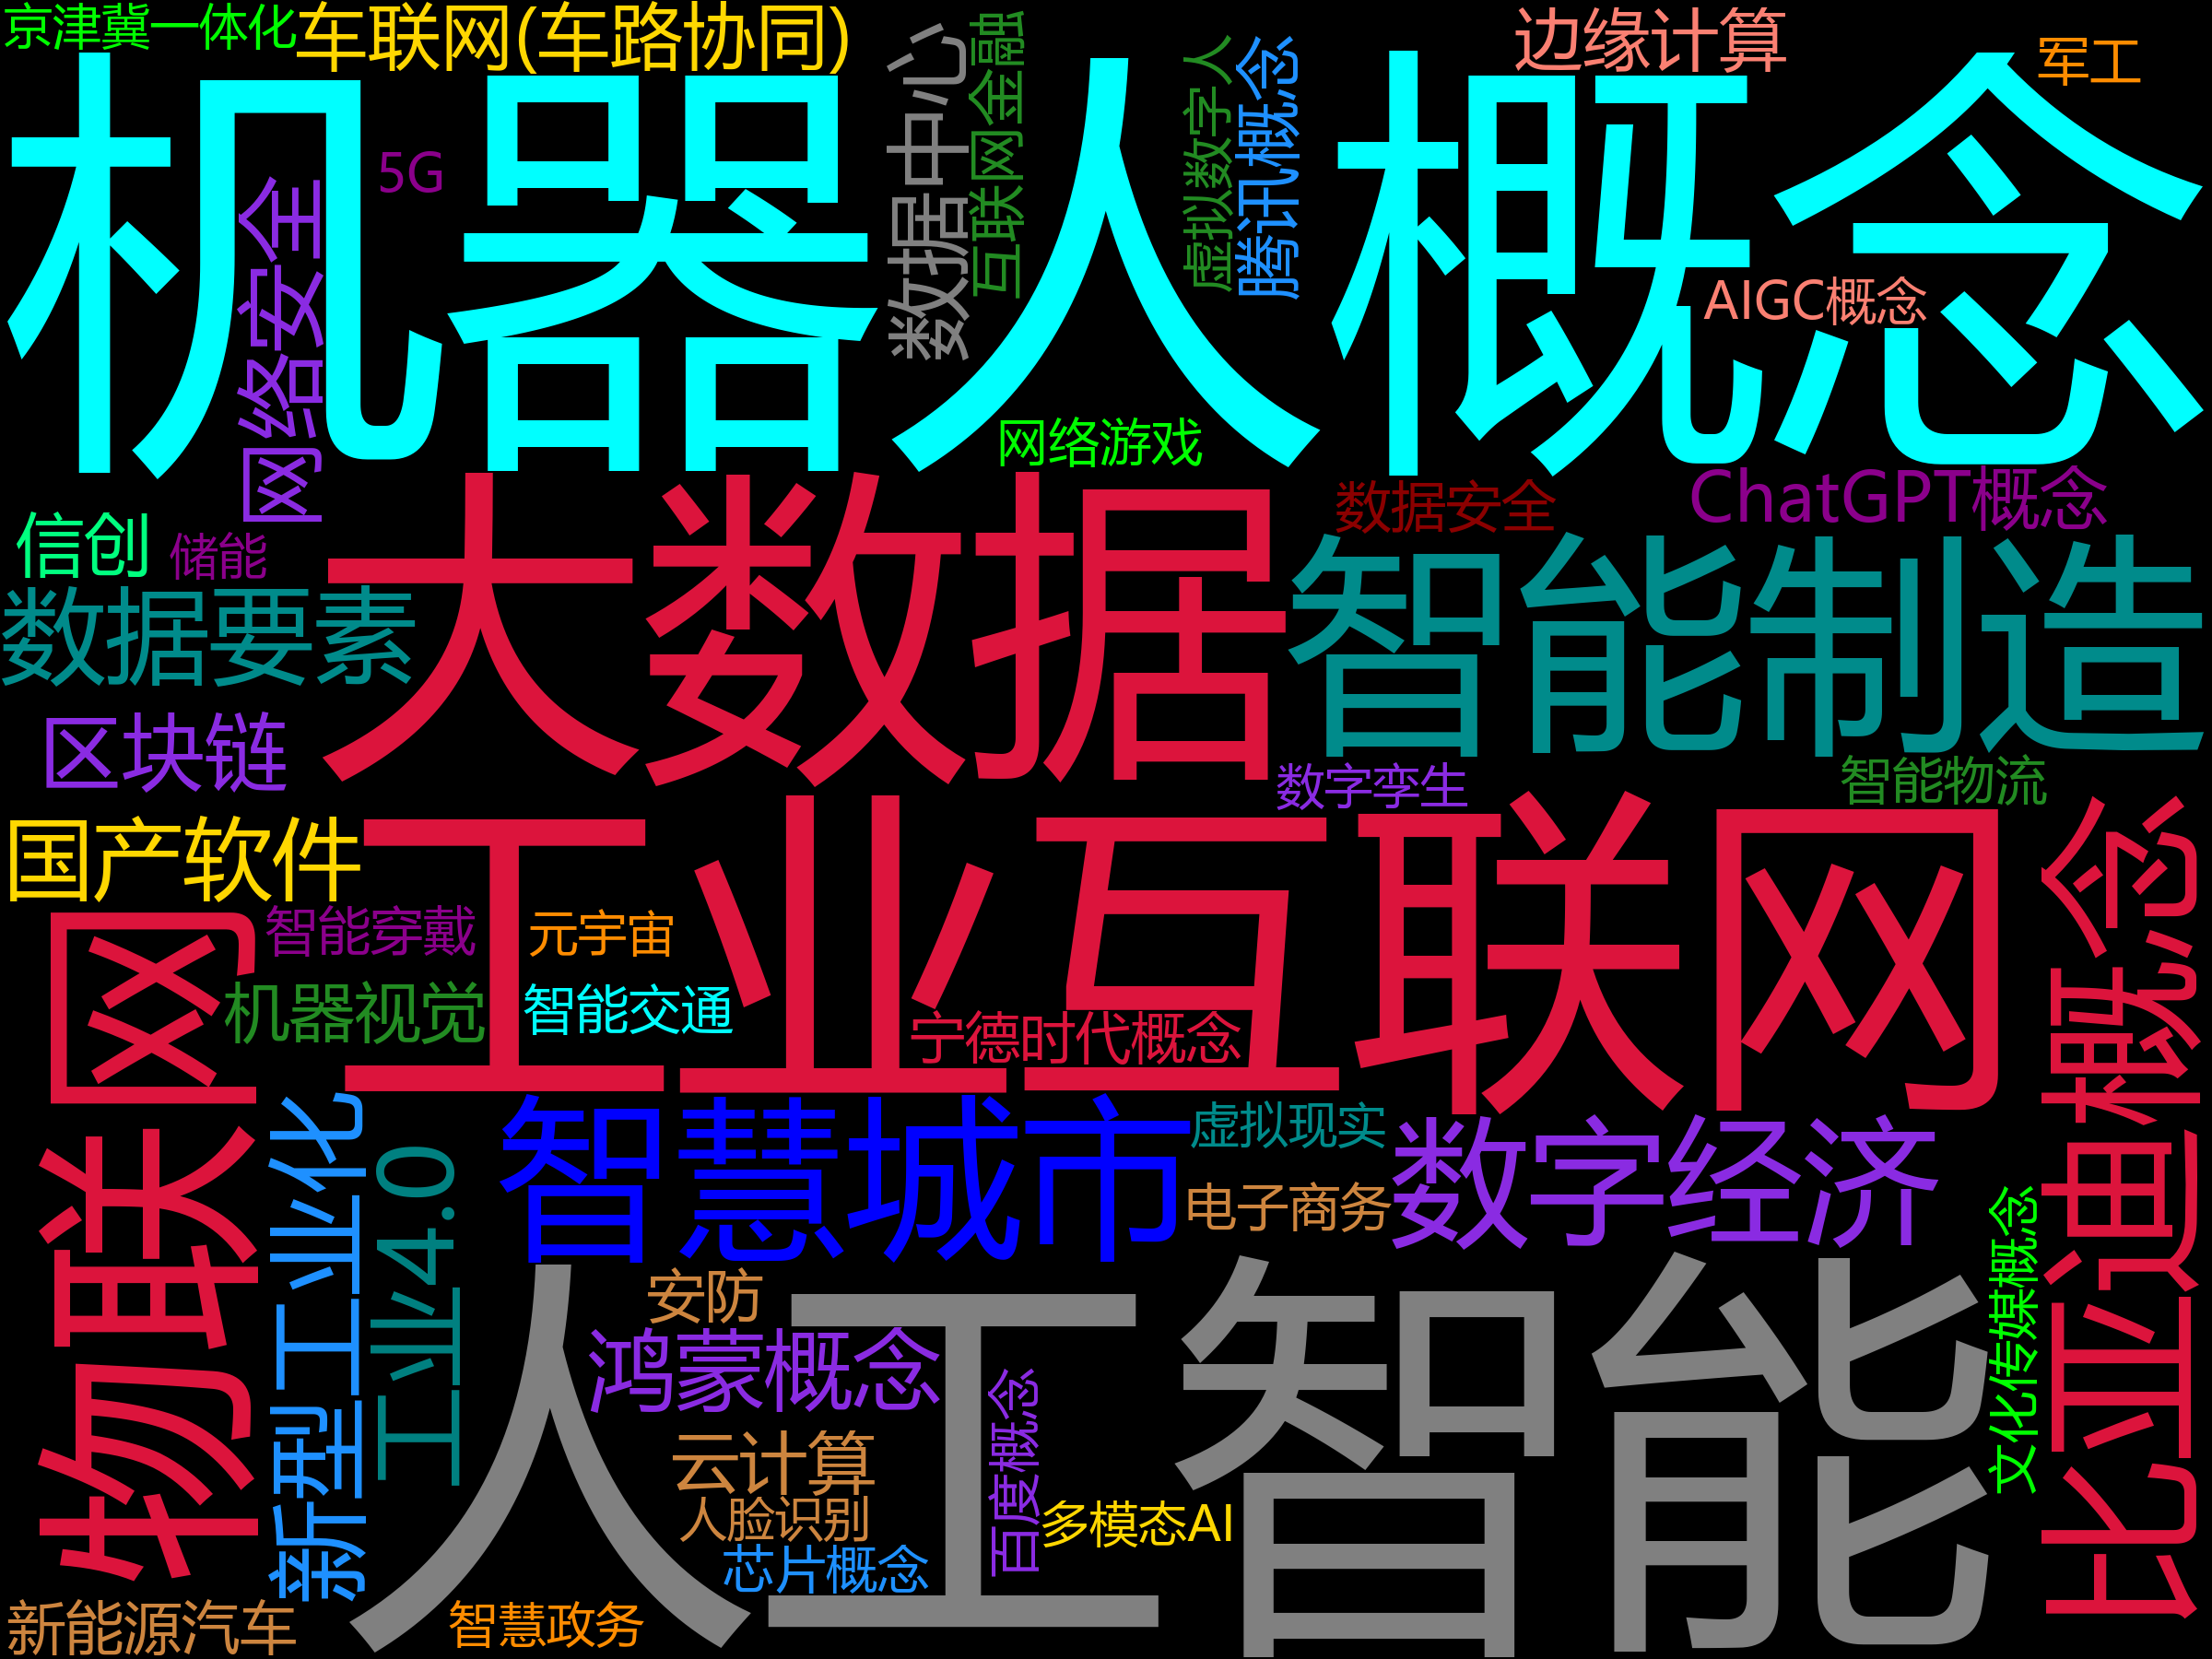 京津冀一体化
车联网(车路协同)
边缘计算
军工
机器人概念
5G
网络安全
数据中心
互联网金融
虚拟数字人
腾讯概念
AIGC概念
网络游戏
ChatGPT概念
数据安全
信创
储能
大数据
智能制造
数据要素
区块链
数字孪生
智能物流
国产软件
工业互联网
物联网
智能穿戴
元宇宙
机器视觉
智能交通
宁德时代概念
比亚迪概念
新型工业化
工业4.0
智慧城市
虚拟现实
电子商务
数字经济
文化传媒概念
人工智能
安防
鸿蒙概念
云计算
人脸识别
芯片概念
百度概念
多模态AI
新能源汽车
智慧政务